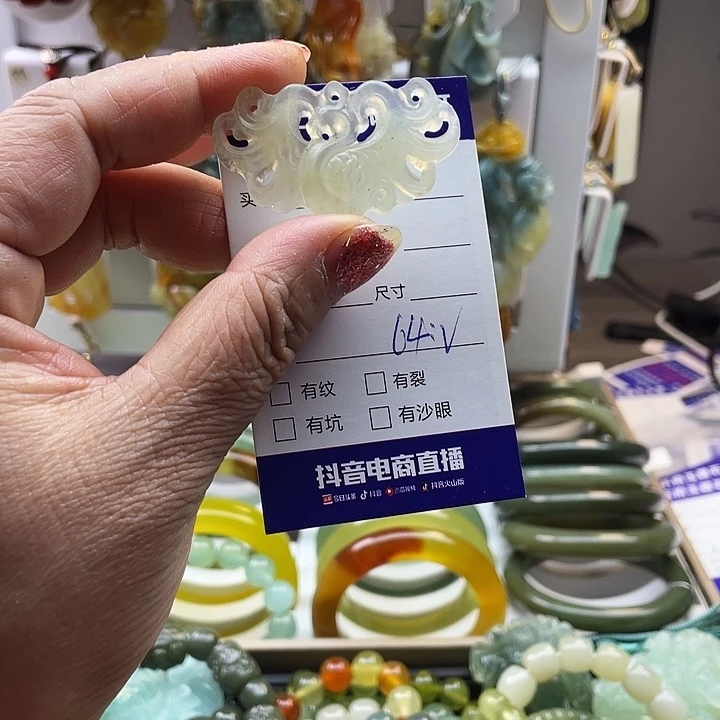 买
尺寸
64:V
□ 有纹 □ 有裂
□ 有坑 □ 有沙眼
抖音电商直播
今日头条 抖音 西瓜视频 抖音火山版